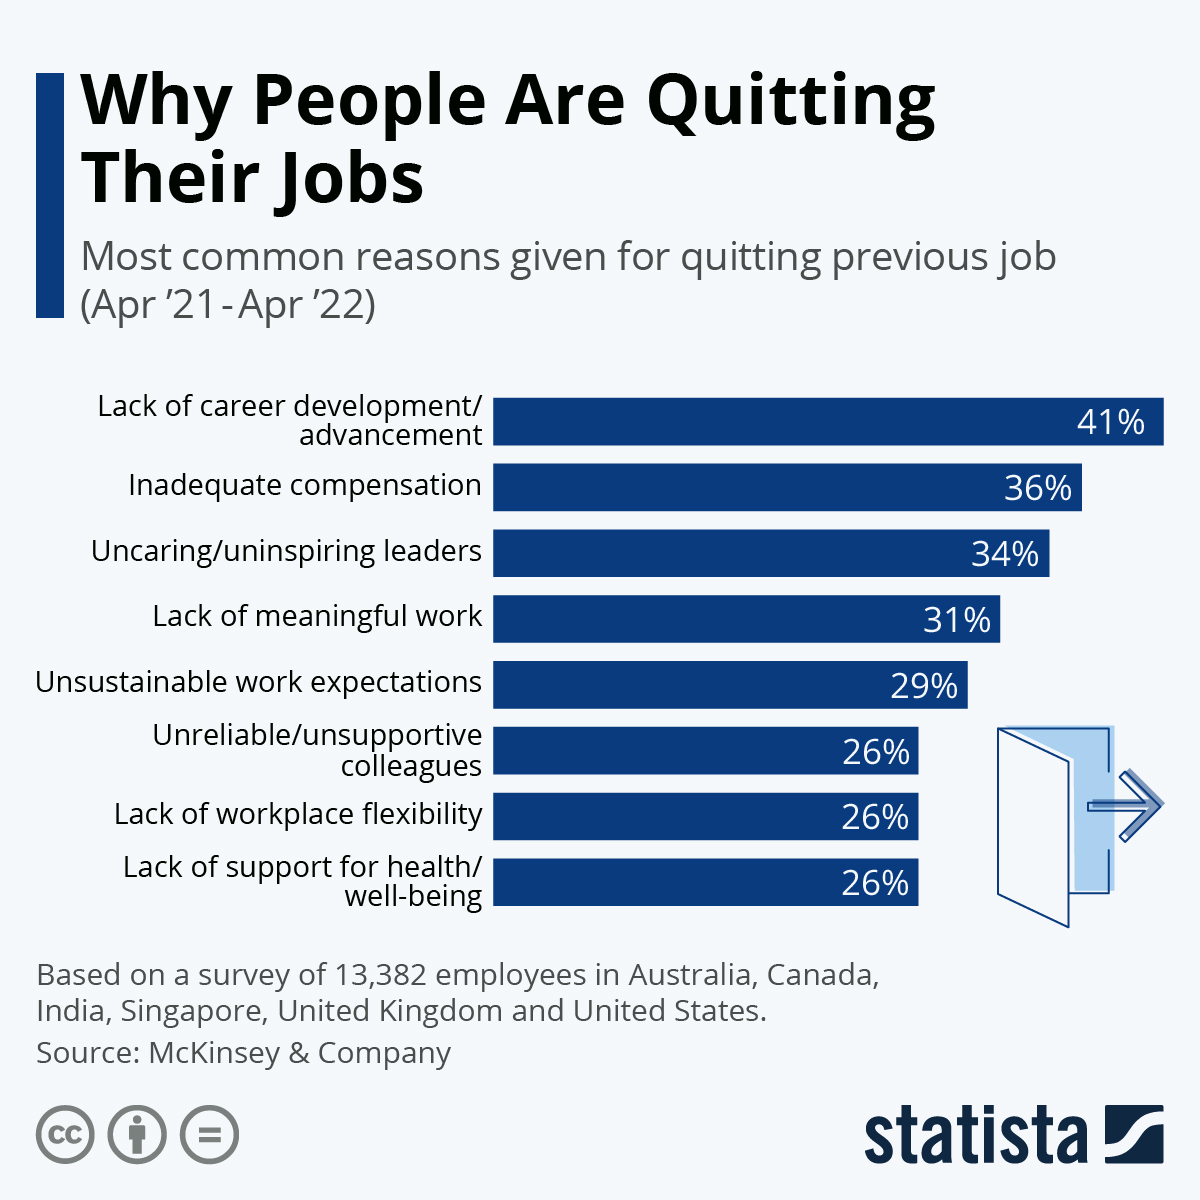 Why People Are Quitting
Their Jobs
Most common reasons given for quitting previous job
(Apr ’21 - Apr ’22)
Lack of career development/
advancement
41%
Inadequate compensation
36%
Uncaring/uninspiring leaders
34%
Lack of meaningful work
31%
Unsustainable work expectations
29%
Unreliable/unsupportive
colleagues
26%
Lack of workplace flexibility
26%
Lack of support for health/
well-being
26%
Based on a survey of 13,382 employees in Australia, Canada,
India, Singapore, United Kingdom and United States.
Source: McKinsey & Company
cc
statista